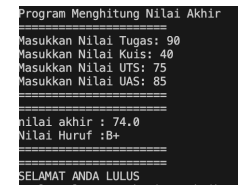 Program Menghitung Nilai Akhir
======================
Masukkan Nilai Tugas: 90
Masukkan Nilai Kuis: 40
Masukkan Nilai UTS: 75
Masukkan Nilai UAS: 85
======================
======================
nilai akhir : 74.0
Nilai Huruf :B+
======================
======================
SELAMAT ANDA LULUS